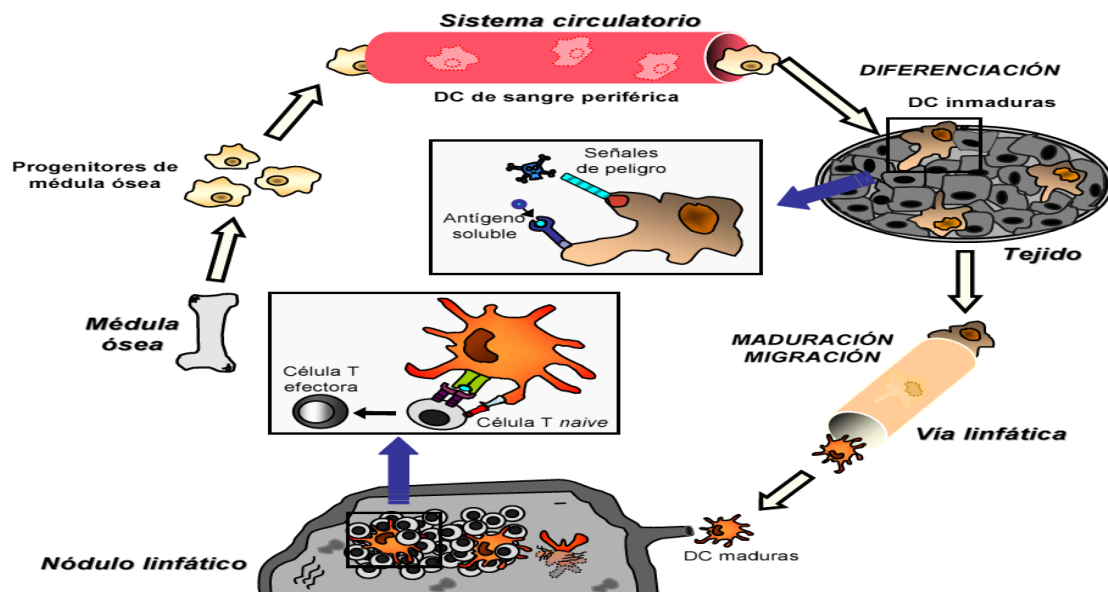 Sistema circulatorio
DC de sangre periférica
DIFERENCIACIÓN
DC inmaduras
Progenitores de
médula ósea
Señales
de peligro
Antígeno
soluble
Tejido
Médula
ósea
MADURACIÓN
MIGRACIÓN
Célula T
efectora
Célula T naive
Vía linfática
DC maduras
Nódulo linfático